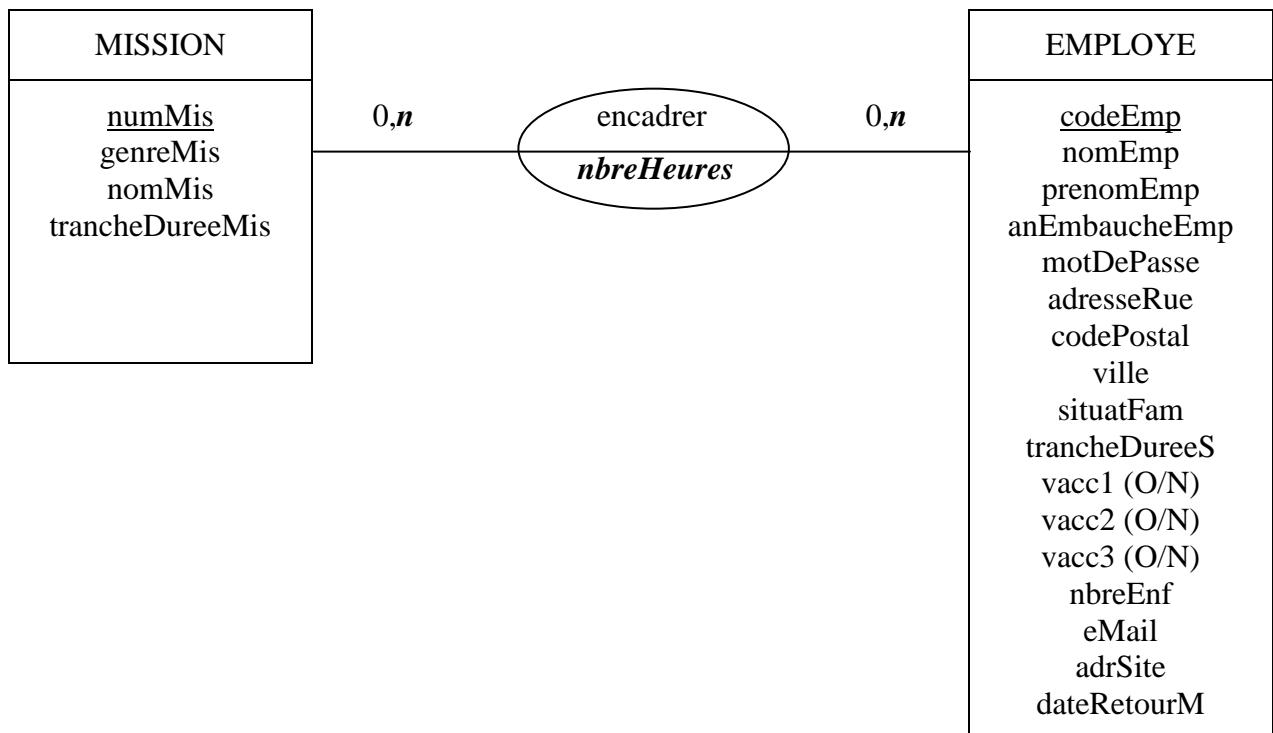 MISSION
numMis
genreMis
nomMis
trancheDureeMis
0,n
encadrer
nbreHeures
0,n
EMPLOYE
codeEmp
nomEmp
prenomEmp
anEmbaucheEmp
motDePasse
adresseRue
codePostal
ville
situatFam
trancheDureeS
vacc1 (O/N)
vacc2 (O/N)
vacc3 (O/N)
nbreEnf
eMail
adrSite
dateRetourM